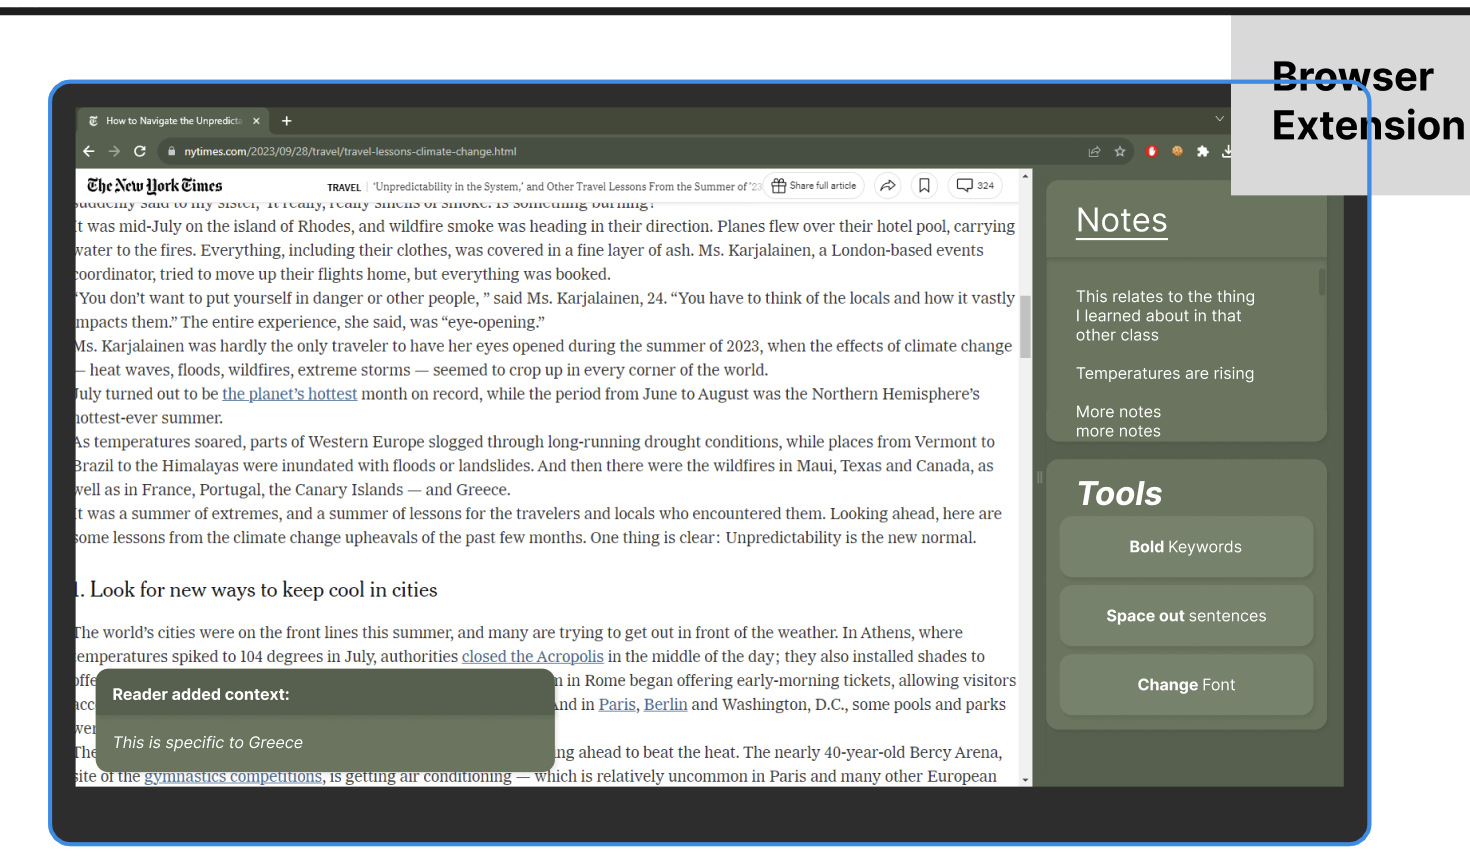 Browser
Extension
How to Navigate the Unpredicta
nytimes.com/2023/09/28/travel/travel-lessons-climate-change.html
The New York Times
TRAVEL | ‘Unpredictability in the System,’ and Other Travel Lessons From the Summer of ’23
Share full article
324
suddenly said to my sister, ‘It really, really smells of smoke. Is something burning?’
It was mid-July on the island of Rhodes, and wildfire smoke was heading in their direction. Planes flew over their hotel pool, carrying
water to the fires. Everything, including their clothes, was covered in a fine layer of ash. Ms. Karjalainen, a London-based events
coordinator, tried to move up their flights home, but everything was booked.
“You don’t want to put yourself in danger or other people, ” said Ms. Karjalainen, 24. “You have to think of the locals and how it vastly
impacts them.” The entire experience, she said, was “eye-opening.”
Ms. Karjalainen was hardly the only traveler to have her eyes opened during the summer of 2023, when the effects of climate change
— heat waves, floods, wildfires, extreme storms — seemed to crop up in every corner of the world.
July turned out to be the planet’s hottest month on record, while the period from June to August was the Northern Hemisphere’s
hottest-ever summer.
As temperatures soared, parts of Western Europe slogged through long-running drought conditions, while places from Vermont to
Brazil to the Himalayas were inundated with floods or landslides. And then there were the wildfires in Maui, Texas and Canada, as
well as in France, Portugal, the Canary Islands — and Greece.
It was a summer of extremes, and a summer of lessons for the travelers and locals who encountered them. Looking ahead, here are
some lessons from the climate change upheavals of the past few months. One thing is clear: Unpredictability is the new normal.
1. Look for new ways to keep cool in cities
The world’s cities were on the front lines this summer, and many are trying to get out in front of the weather. In Athens, where
temperatures spiked to 104 degrees in July, authorities closed the Acropolis in the middle of the day; they also installed shades to
offe
in Rome began offering early-morning tickets, allowing visitors
acc
And in Paris, Berlin and Washington, D.C., some pools and parks
wer
The
ng ahead to beat the heat. The nearly 40-year-old Bercy Arena,
site of the gymnastics competitions, is getting air conditioning — which is relatively uncommon in Paris and many other European
Reader added context:
This is specific to Greece
Notes
This relates to the thing
I learned about in that
other class
Temperatures are rising
More notes
more notes
Tools
Bold Keywords
Space out sentences
Change Font